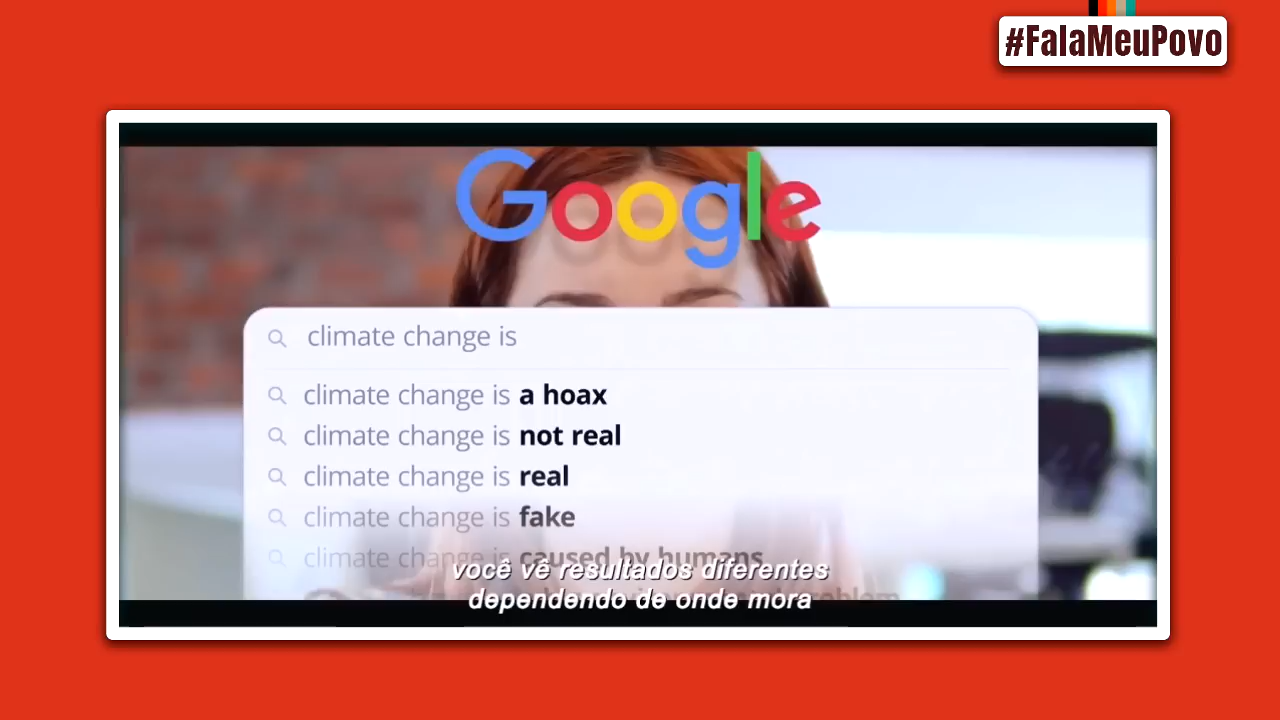 #FalaMeuPovo
Google
climate change is
climate change is a hoax
climate change is not real
climate change is real
climate change is fake
climate change is caused by humans
você vê resultados diferentes
dependendo de onde mora
problem